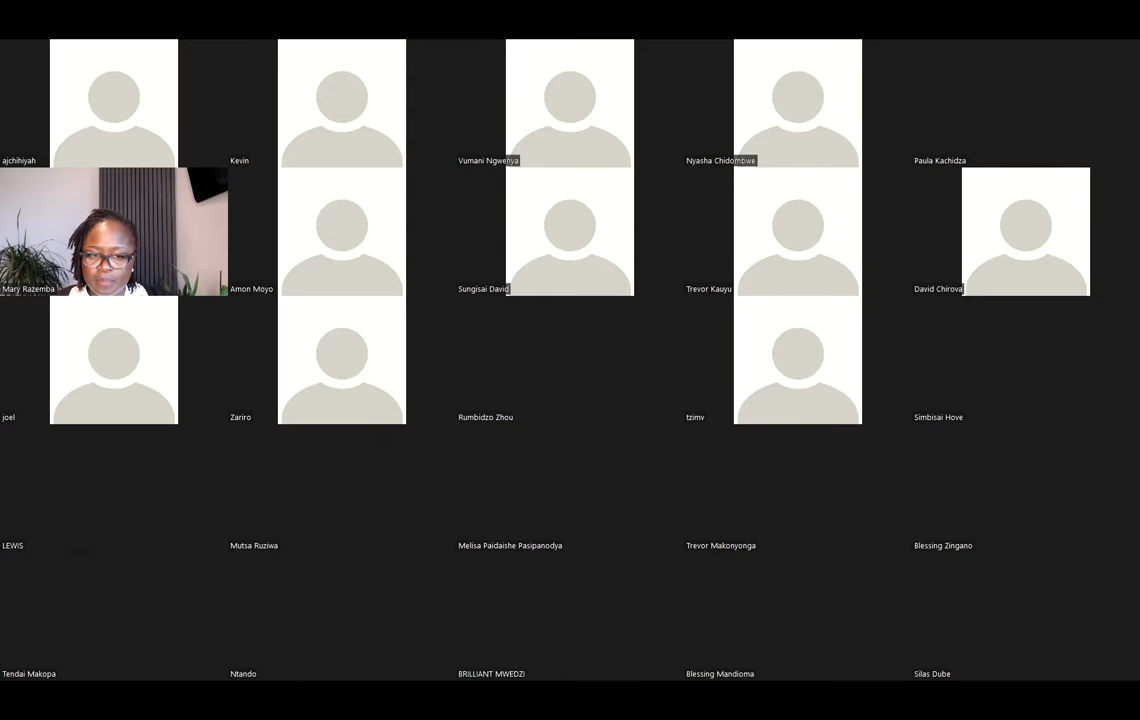 ajchihiyah
Kevin
Vumani Ngwenya
Nyasha Chidombwe
Paula Kachidza
Mary Razemba
Amon Moyo
Sungisai David
Trevor Kauyu
David Chirova
joel
Zariro
Rumbidzo Zhou
tzimv
Simbisai Hove
LEWIS
Mutsa Ruziwa
Melisa Paidaishe Pasipanodya
Trevor Makonyonga
Blessing Zingano
Tendai Makopa
Ntando
BRILLIANT MWEDZI
Blessing Mandioma
Silas Dube